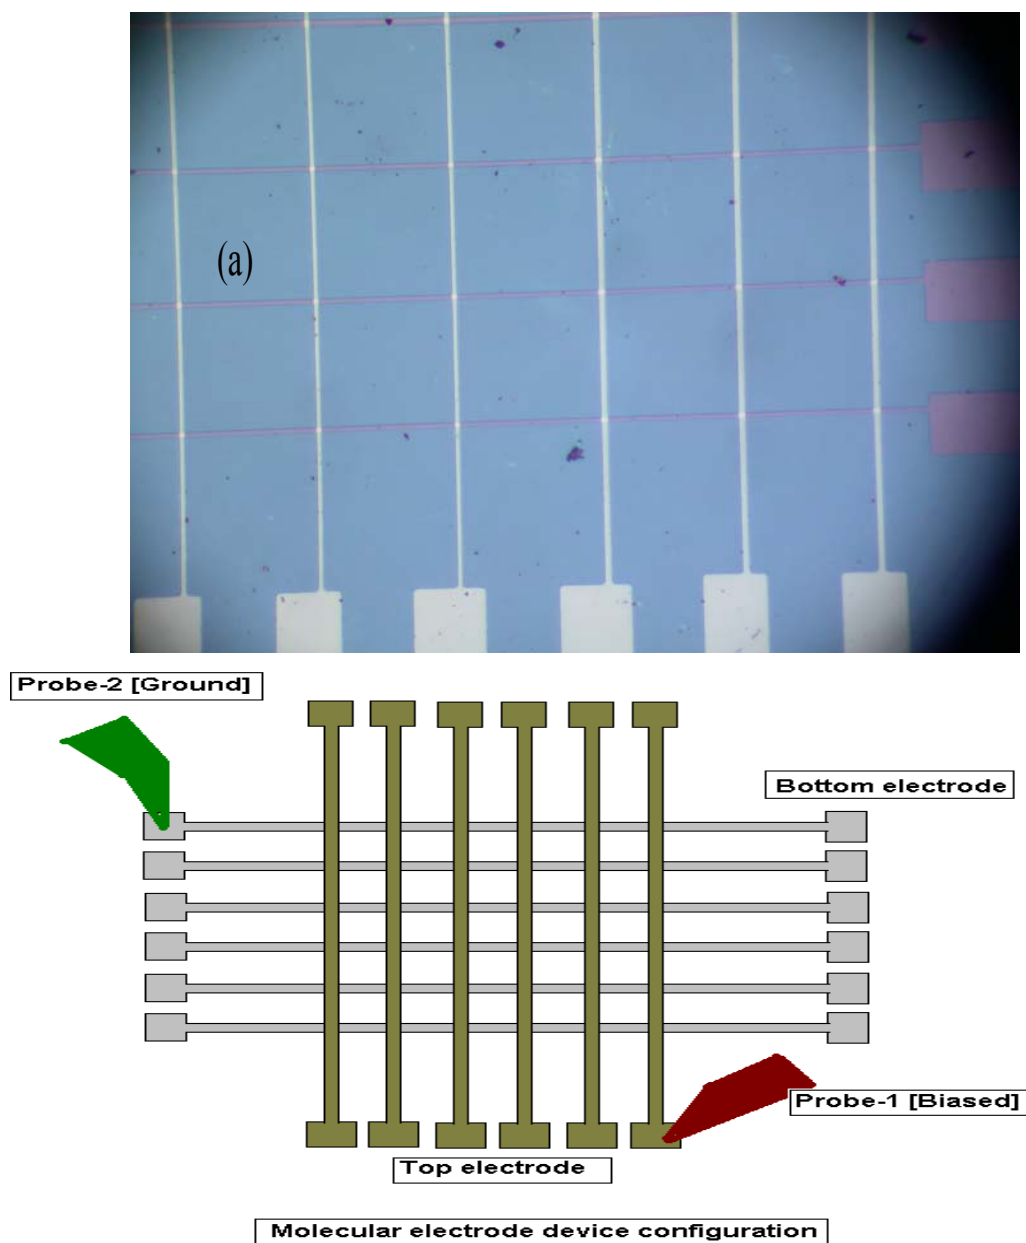 (a)
Probe-2 [Ground]
Bottom electrode
Probe-1 [Biased]
Top electrode
Molecular electrode device configuration